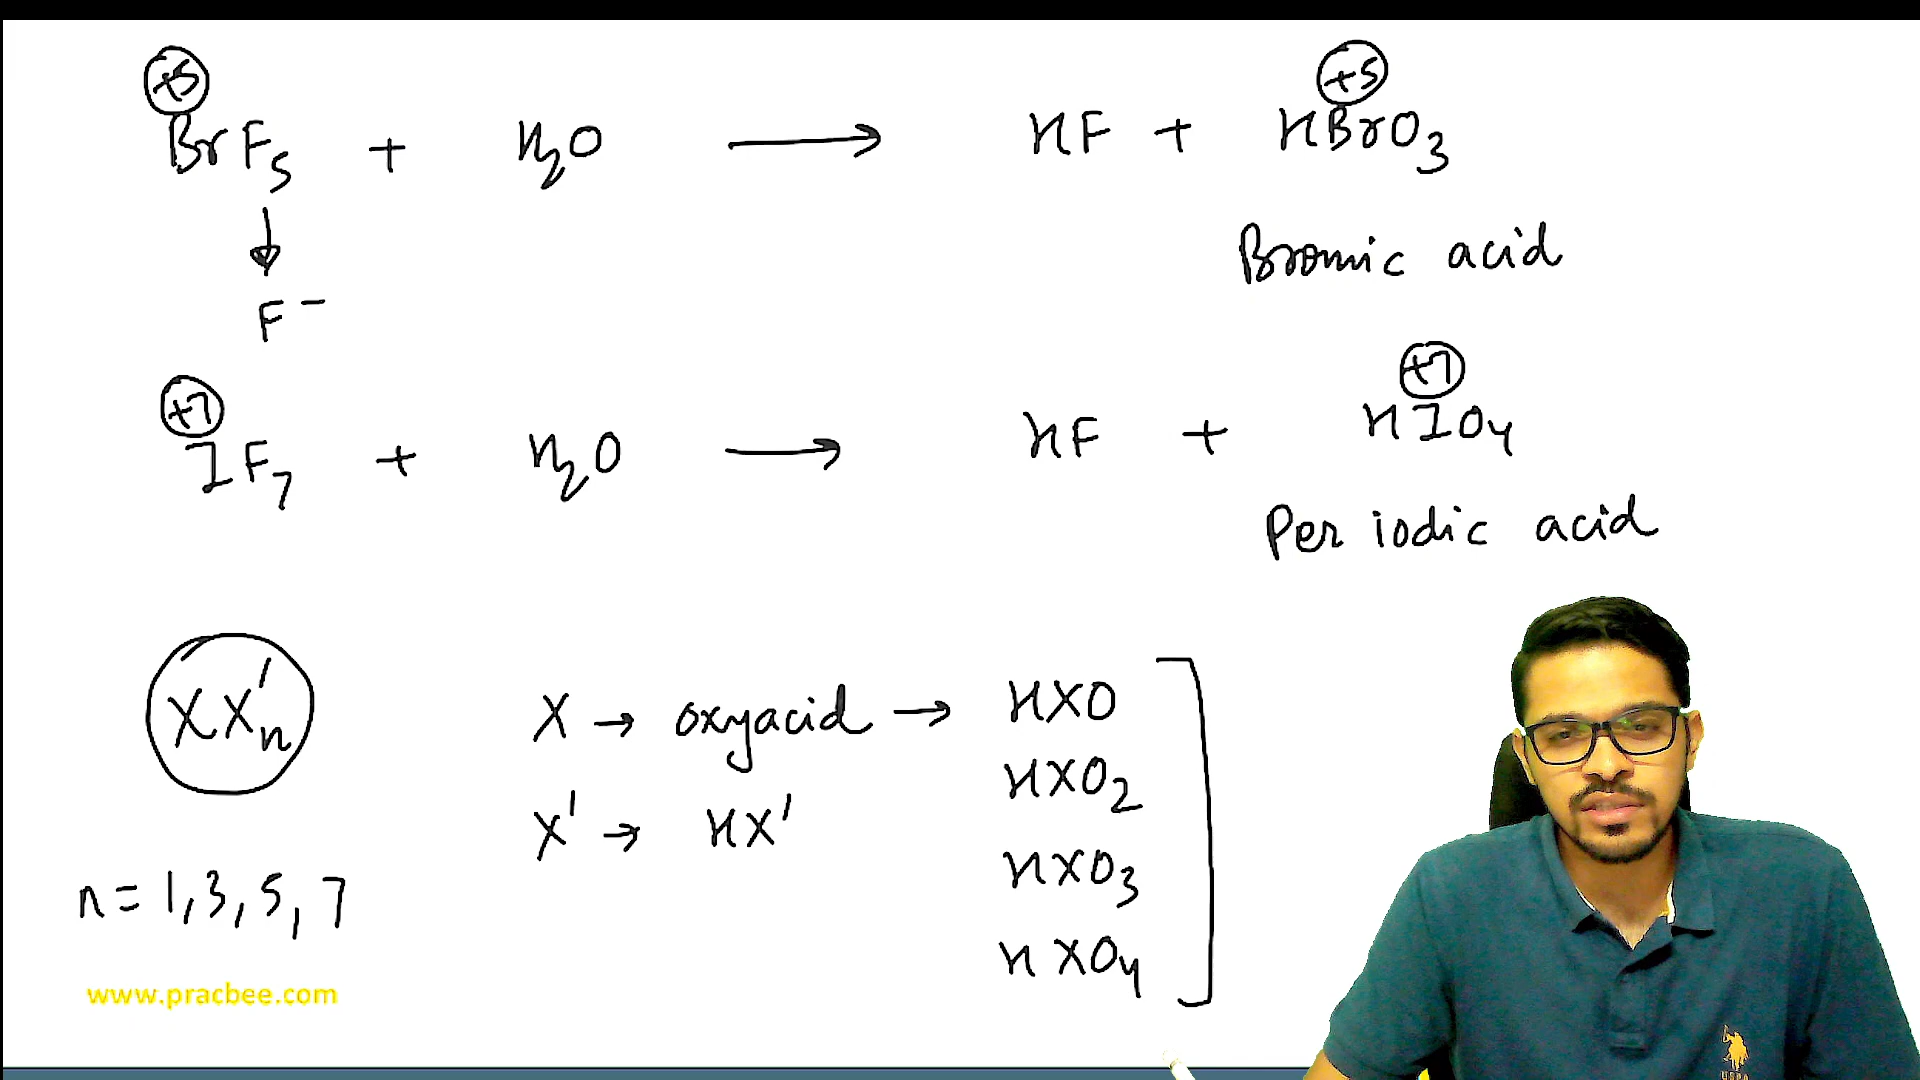 +5
+5
BrF5 + H2O ⟶ HF + HBrO3
↓
F⁻
Bromic acid
+7
+7
IF7 + H2O ⟶ HF + HIO4
Per iodic acid
XX'n
X → oxyacid → HXO
HXO2
X' → HX'
HXO3
n = 1, 3, 5, 7
HXO4
www.pracbee.com
USPA